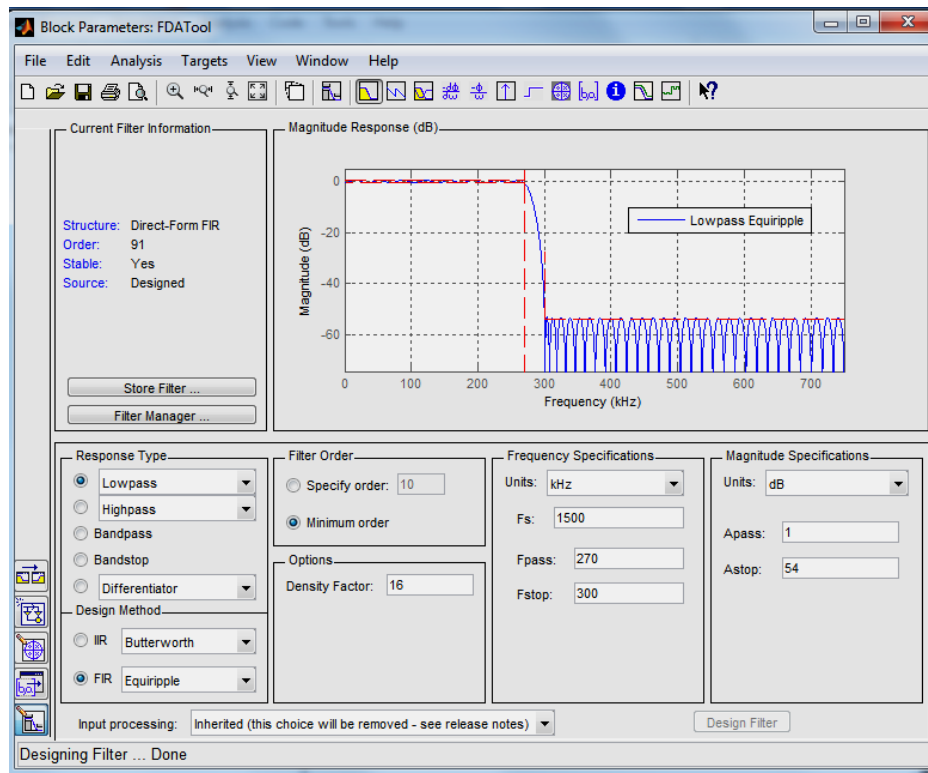 Block Parameters: FDATool
File Edit Analysis Targets View Window Help
Current Filter Information
Structure: Direct-Form FIR
Order: 91
Stable: Yes
Source: Designed
Store Filter ...
Filter Manager ...
Magnitude Response (dB)
Magnitude (dB)
0
-20
-40
-60
Lowpass Equiripple
0 100 200 300 400 500 600 700
Frequency (kHz)
Response Type
Lowpass
Highpass
Bandpass
Bandstop
Differentiator
Design Method
IIR Butterworth
FIR Equiripple
Filter Order
Specify order: 10
Minimum order
Options
Density Factor: 16
Frequency Specifications
Units: kHz
Fs: 1500
Fpass: 270
Fstop: 300
Magnitude Specifications
Units: dB
Apass: 1
Astop: 54
Input processing: Inherited (this choice will be removed - see release notes)
Design Filter
Designing Filter ... Done